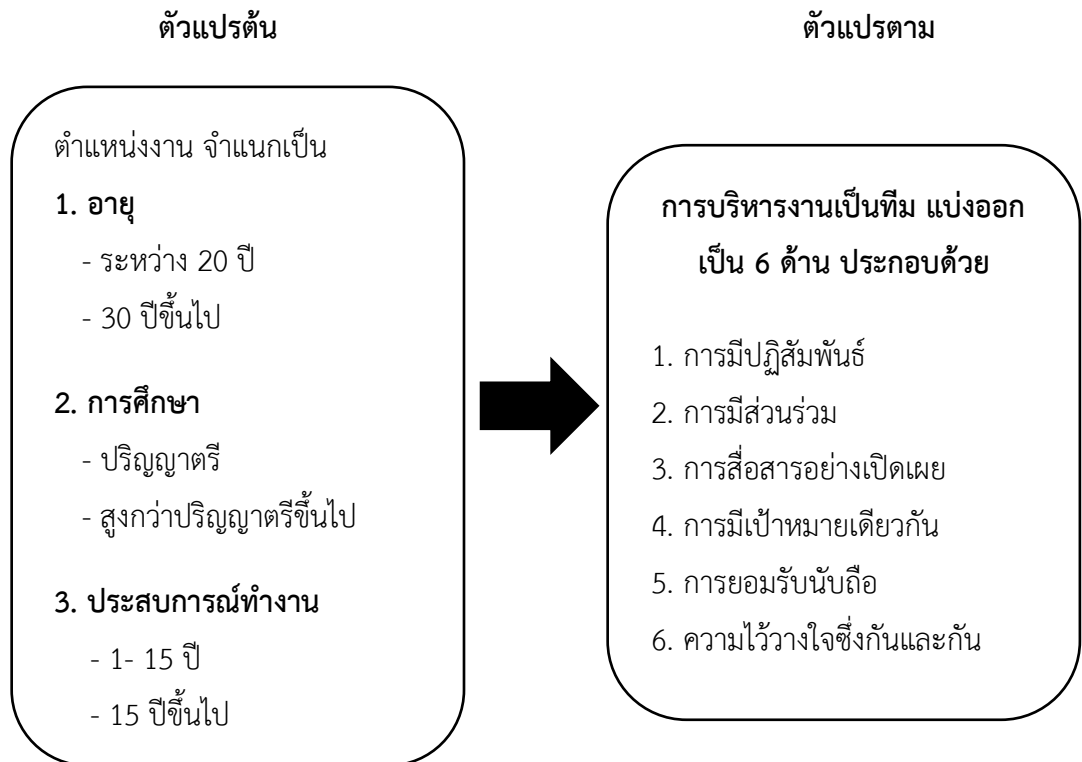 ตัวแปรต้น
ตัวแปรตาม
ตำแหน่งงาน จำแนกเป็น
1. อายุ
- ระหว่าง 20 ปี
- 30 ปีขึ้นไป
2. การศึกษา
- ปริญญาตรี
- สูงกว่าปริญญาตรีขึ้นไป
3. ประสบการณ์ทำงาน
- 1- 15 ปี
- 15 ปีขึ้นไป
การบริหารงานเป็นทีม แบ่งออก
เป็น 6 ด้าน ประกอบด้วย
1. การมีปฏิสัมพันธ์
2. การมีส่วนร่วม
3. การสื่อสารอย่างเปิดเผย
4. การมีเป้าหมายเดียวกัน
5. การยอมรับนับถือ
6. ความไว้วางใจซึ่งกันและกัน